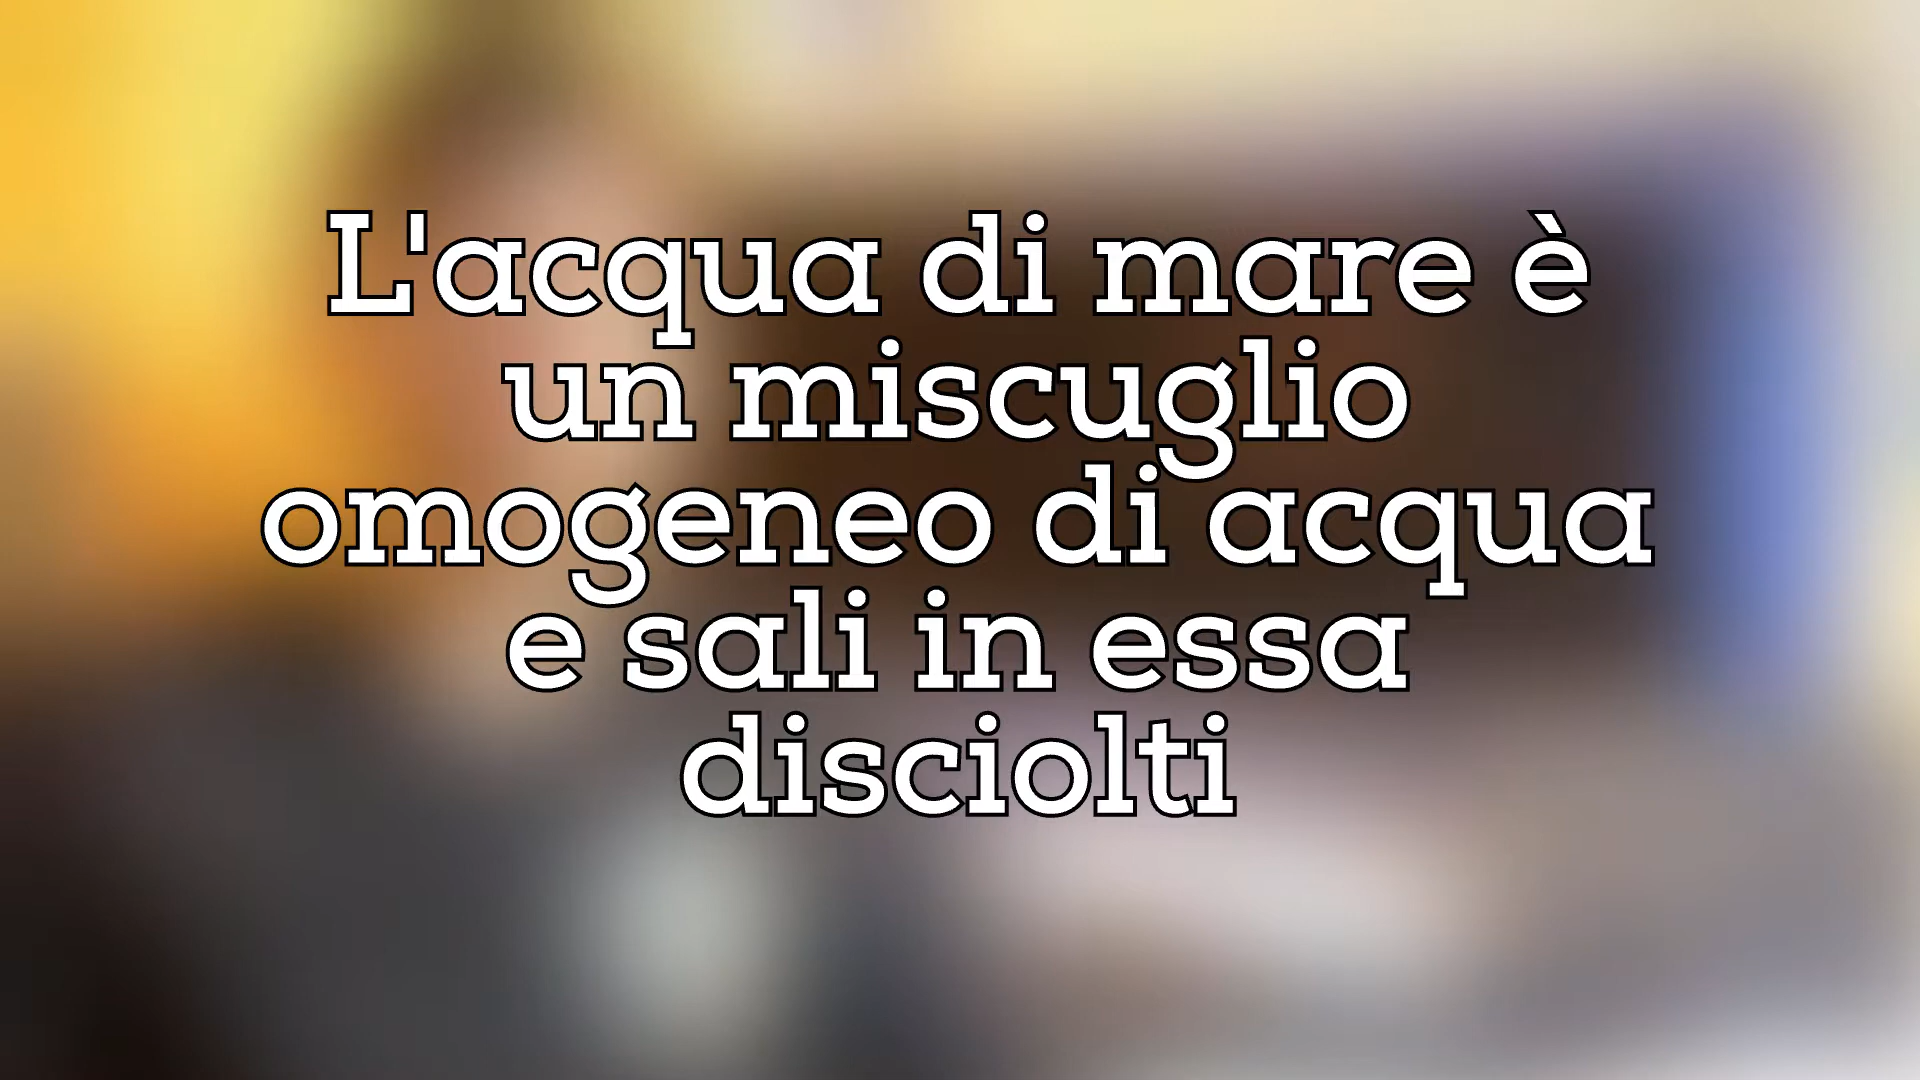 L'acqua di mare è
un miscuglio
omogeneo di acqua
e sali in essa
disciolti